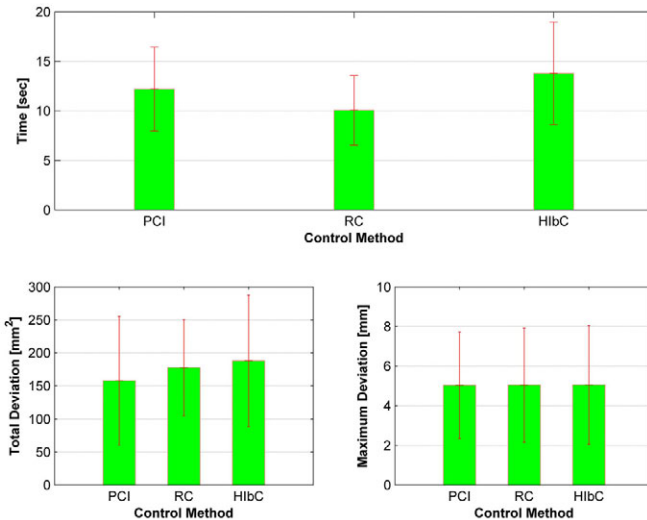 20
15
10
5
0
Time [sec]
PCI RC HIbC
Control Method
300
250
200
150
100
50
0
Total Deviation [mm²]
PCI RC HIbC
Control Method
10
8
6
4
2
0
Maximum Deviation [mm]
PCI RC HIbC
Control Method